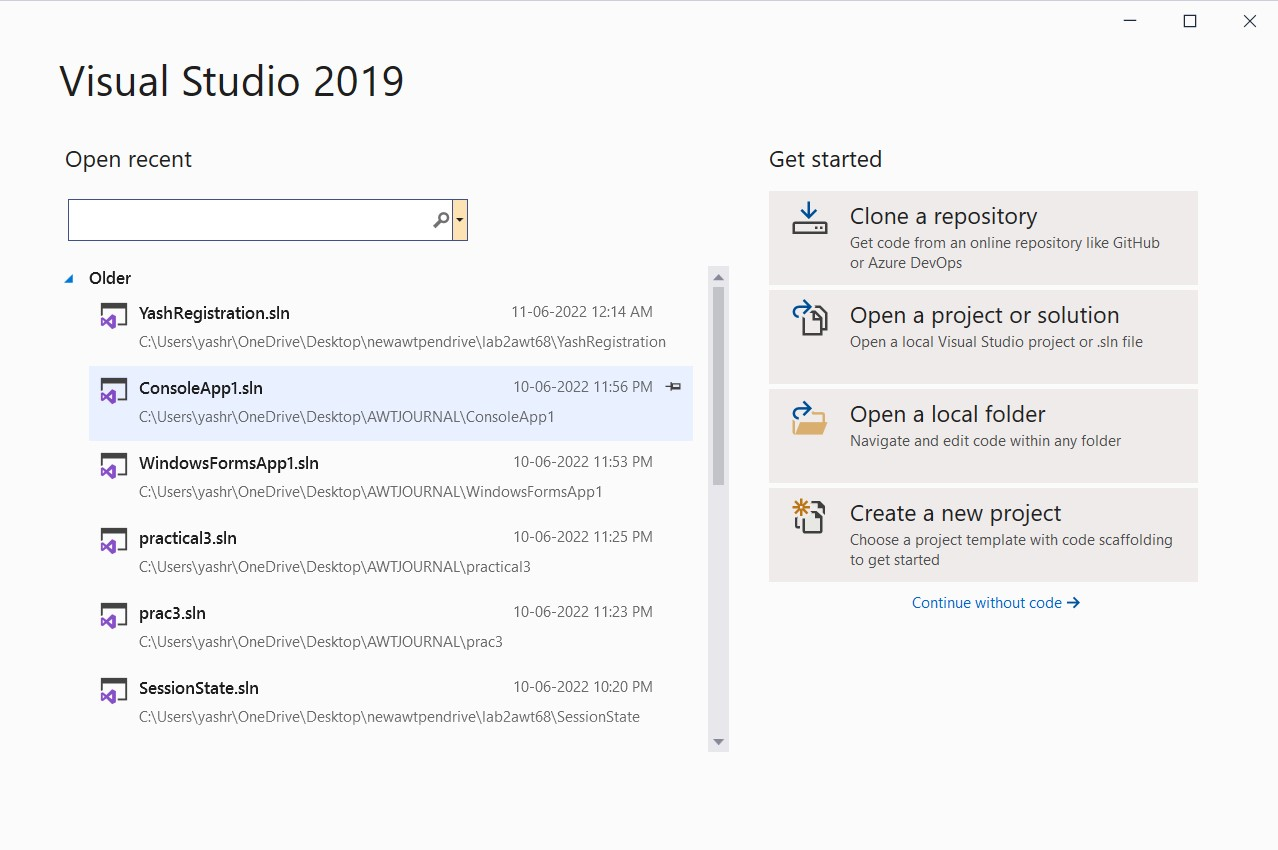 Visual Studio 2019
Open recent
Older
YashRegistration.sln 11-06-2022 12:14 AM
C:\Users\yashr\OneDrive\Desktop\newawtpendrive\lab2awt68\YashRegistration
ConsoleApp1.sln 10-06-2022 11:56 PM
C:\Users\yashr\OneDrive\Desktop\AWTJOURNAL\ConsoleApp1
WindowsFormsApp1.sln 10-06-2022 11:53 PM
C:\Users\yashr\OneDrive\Desktop\AWTJOURNAL\WindowsFormsApp1
practical3.sln 10-06-2022 11:25 PM
C:\Users\yashr\OneDrive\Desktop\AWTJOURNAL\practical3
prac3.sln 10-06-2022 11:23 PM
C:\Users\yashr\OneDrive\Desktop\AWTJOURNAL\prac3
SessionState.sln 10-06-2022 10:20 PM
C:\Users\yashr\OneDrive\Desktop\newawtpendrive\lab2awt68\SessionState
Get started
Clone a repository
Get code from an online repository like GitHub
or Azure DevOps
Open a project or solution
Open a local Visual Studio project or .sln file
Open a local folder
Navigate and edit code within any folder
Create a new project
Choose a project template with code scaffolding
to get started
Continue without code →